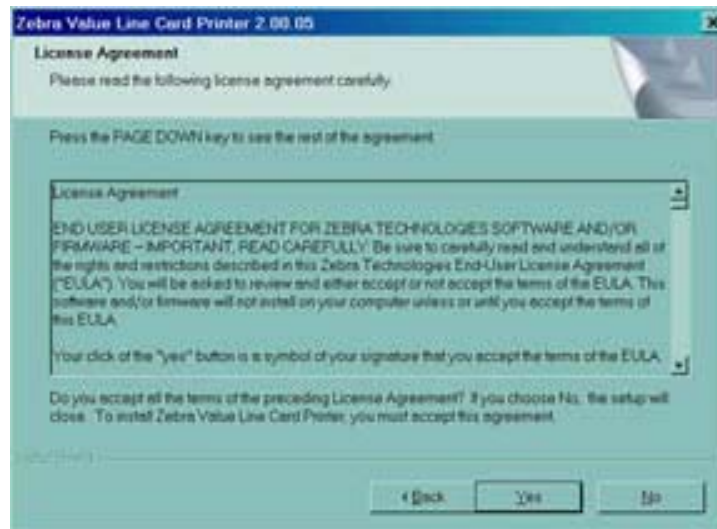 Zebra Value Line Card Printer 2.00.05
License Agreement
Please read the following license agreement carefully.
Press the PAGE DOWN key to see the rest of the agreement.
License Agreement
END USER LICENSE AGREEMENT FOR ZEBRA TECHNOLOGIES SOFTWARE AND/OR
FIRMWARE – IMPORTANT, READ CAREFULLY: Be sure to carefully read and understand all of
the rights and restrictions described in this Zebra Technologies End-User License Agreement
("EULA"). You will be asked to review and either accept or not accept the terms of the EULA. This
software and/or firmware will not install on your computer unless or until you accept the terms of
this EULA.
Your click of the "yes" button is a symbol of your signature that you accept the terms of the EULA.
Do you accept all the terms of the preceding License Agreement? If you choose No, the setup will
close. To install Zebra Value Line Card Printer, you must accept this agreement.
< Back
Yes
No